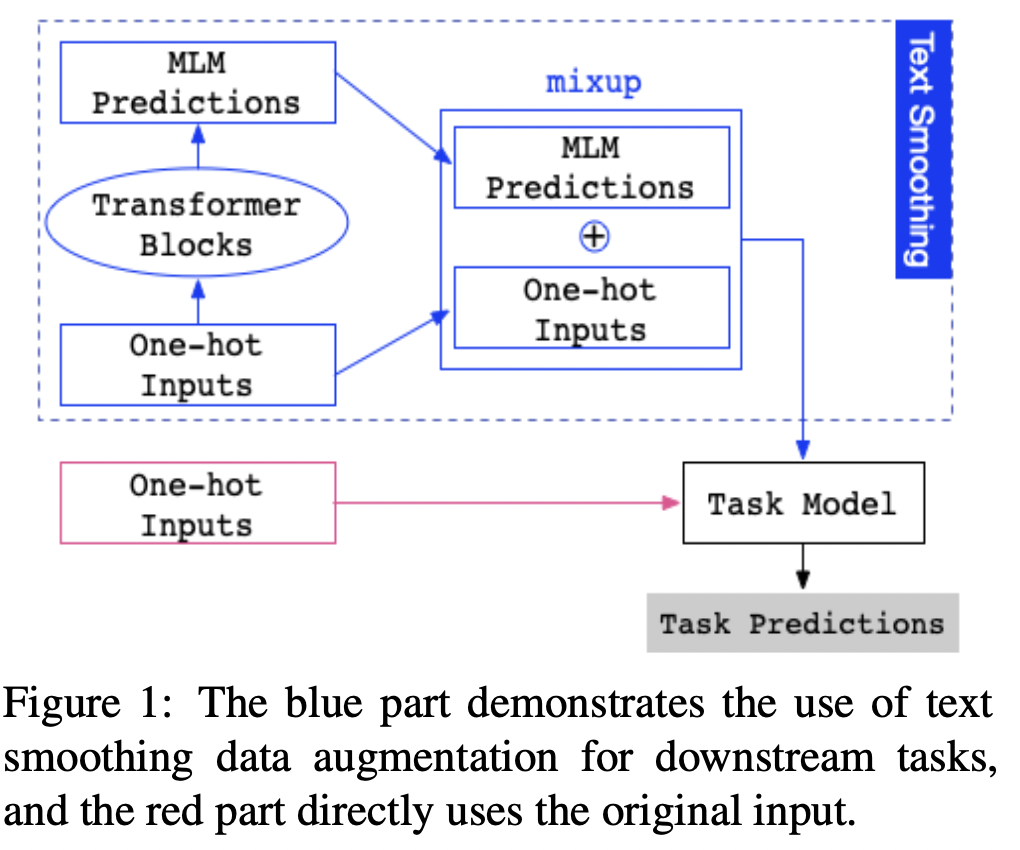 MLM
Predictions
Transformer
Blocks
One-hot
Inputs
mixup
MLM
Predictions
+
One-hot
Inputs
Text Smoothing
One-hot
Inputs
Task Model
Task Predictions
Figure 1: The blue part demonstrates the use of text
smoothing data augmentation for downstream tasks,
and the red part directly uses the original input.